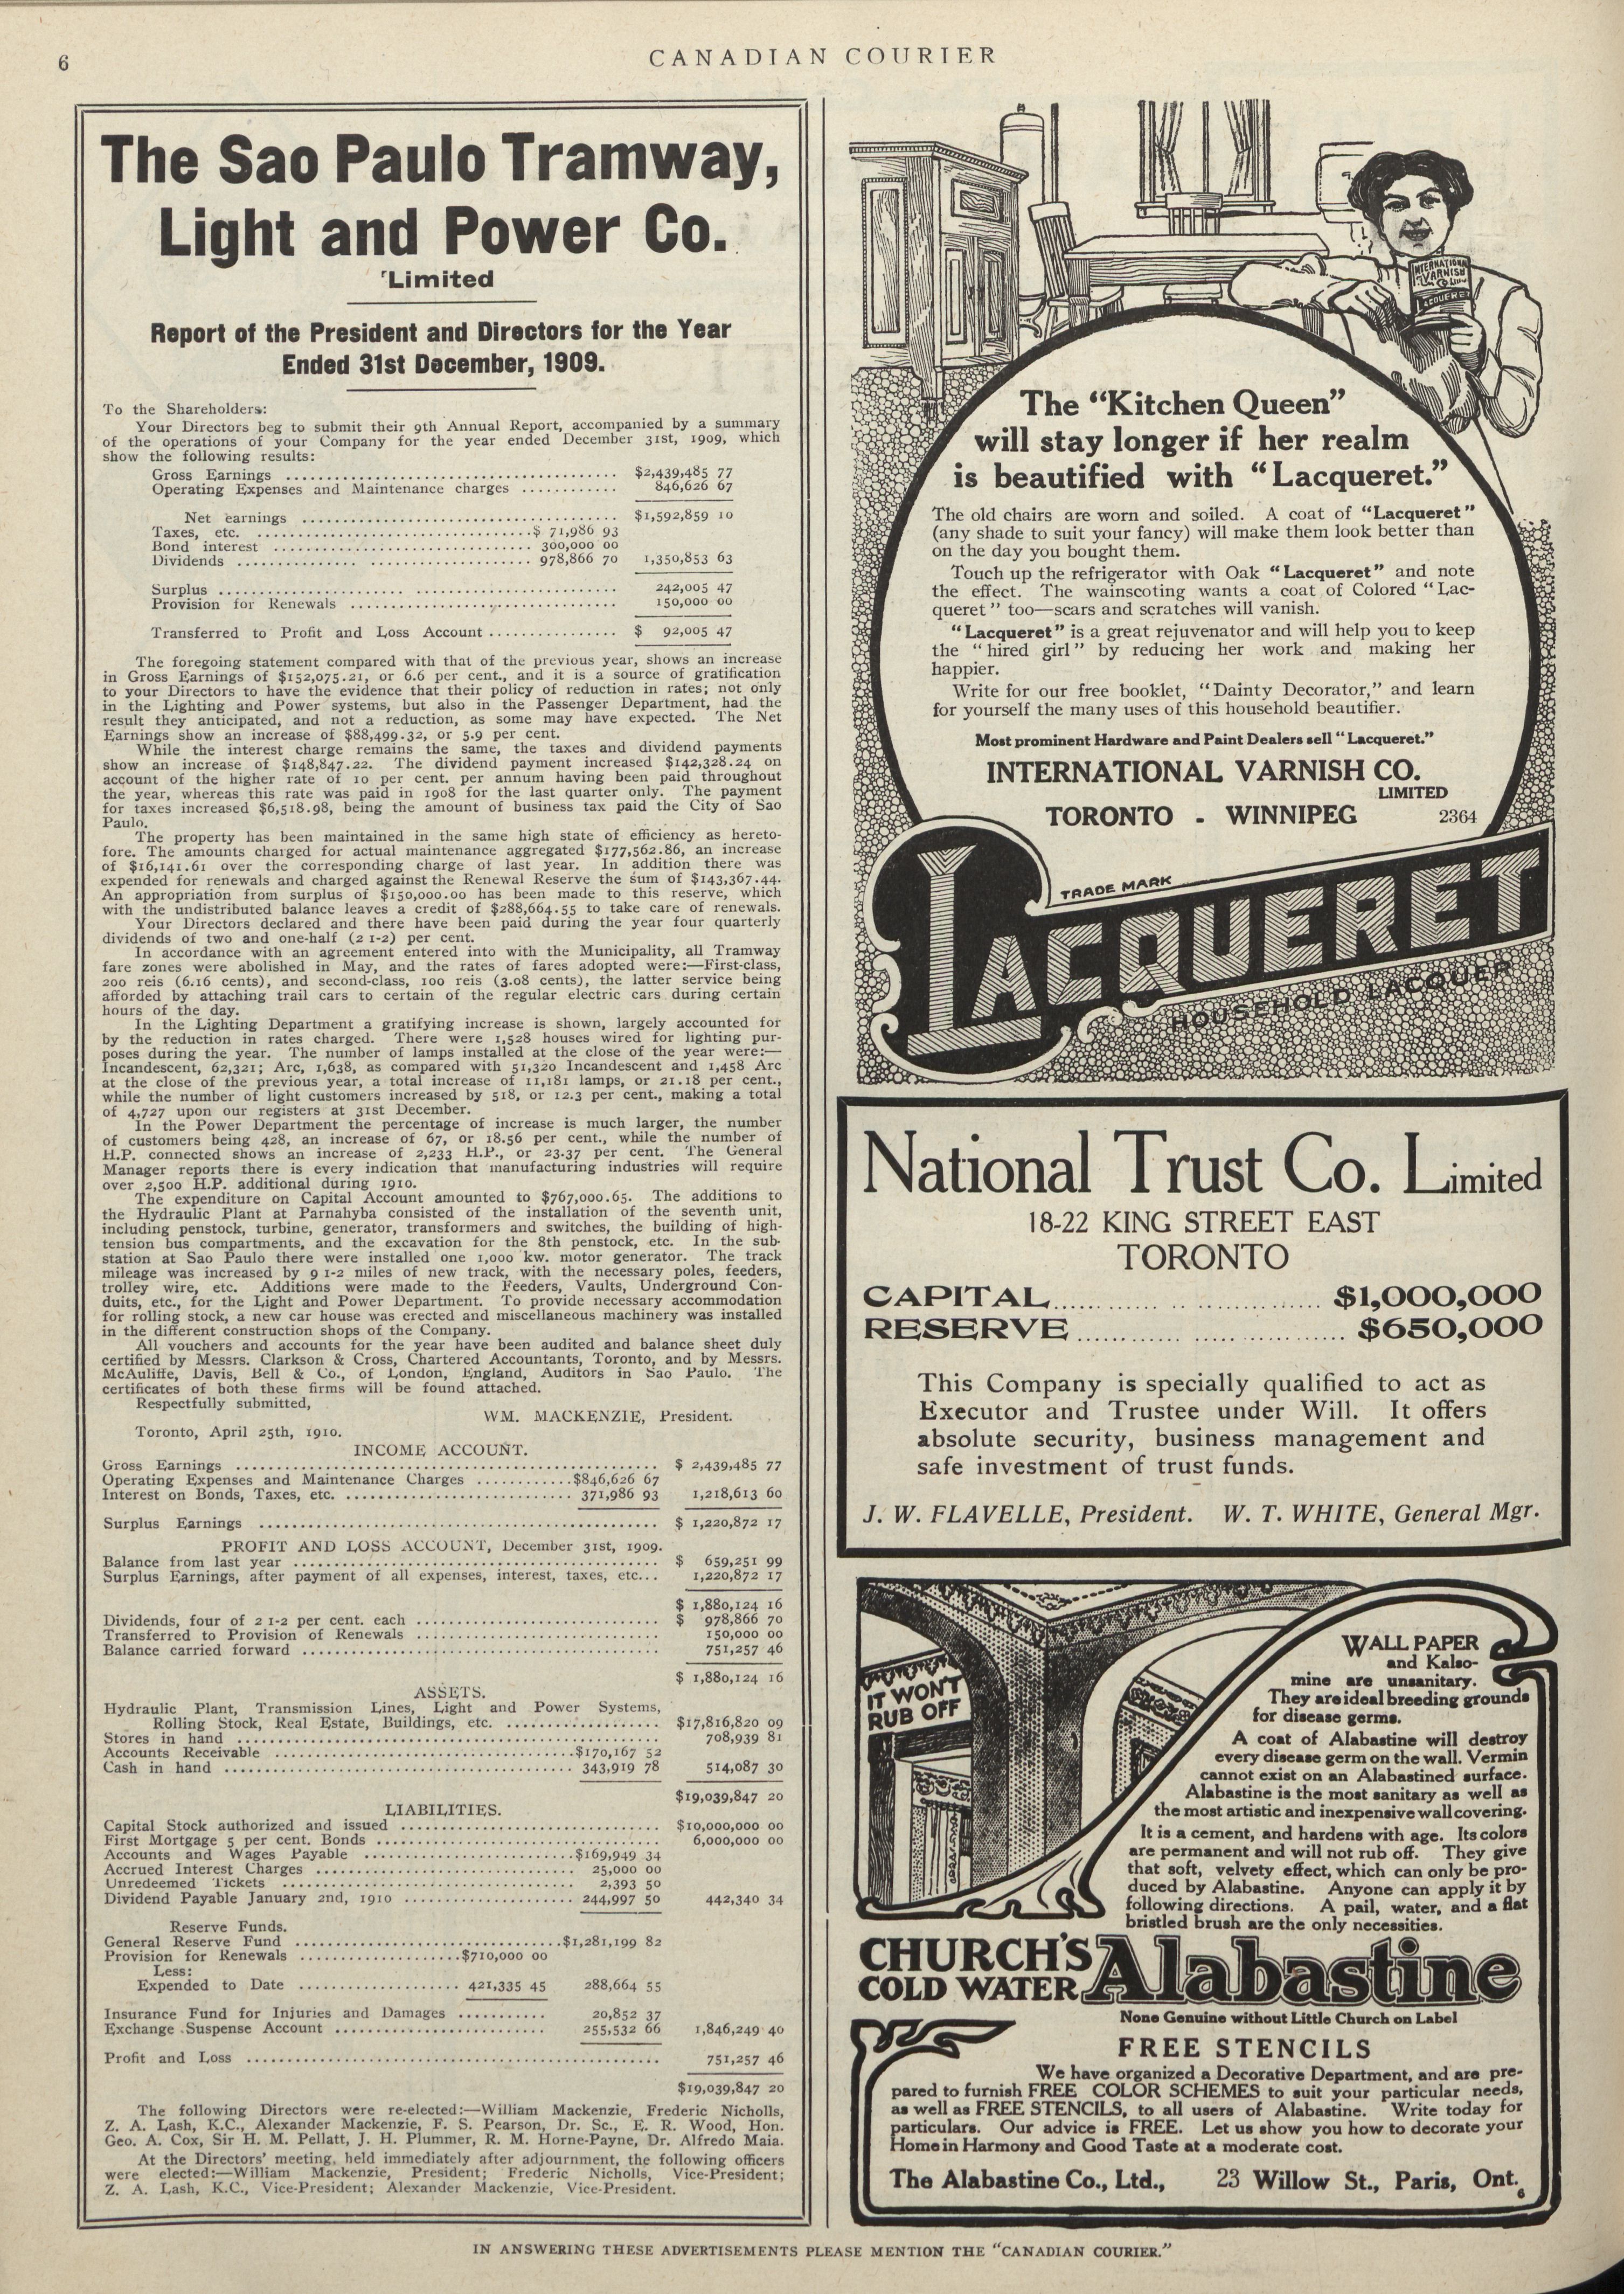 6
CANADIAN COURIER
The Sao Paulo Tramway,
Light and Power Co.
Limited
Report of the President and Directors for the Year
Ended 31st December, 1909.
To the Shareholders:
Your Directors beg to submit their 9th Annual Report, accompanied by a summary
of the operations of your Company for the year ended December 31st, 1909, which
show the following results:
Gross Earnings ........................................ $2,439,485 77
Operating Expenses and Maintenance charges ............ 846,626 67
Net earnings ........................................ $1,592,859 10
Taxes, etc. ..................................$ 71,986 93
Bond interest ................................. 300,000 00
Dividends .............. .................... 978,866 70 1,350,853 63
Surplus ........................ ........................ 242,005 47
Provision for Renewals .................................. 150,000 00
Transferred to Profit and Loss Account ................ $ 92,005 47
The foregoing statement compared with that of the previous year, shows an increase
in Gross Earnings of $152,075.21, or 6.6 per cent., and it is a source of gratification
to your Directors to have the evidence that their policy of reduction in rates; not only
in the Lighting and Power systems, but also in the Passenger Department, had the
result they anticipated, and not a reduction, as some may have expected. The Net
Earnings show an increase of $88,499.32, or 5.9 per cent.
While the interest charge remains the same, the taxes and dividend payments
show an increase of $148,847.22. The dividend payment increased $142,328.24 on
account of the higher rate of 10 per cent. per annum having been paid throughout
the year, whereas this rate was paid in 1908 for the last quarter only. The payment
for taxes increased $6,518.98, being the amount of business tax paid the City of Sao
Paulo.
The property has been maintained in the same high state of efficiency as hereto-
fore. The amounts charged for actual maintenance aggregated $177,562.86, an increase
of $16,141.61 over the corresponding charge of last year. In addition there was
expended for renewals and charged against the Renewal Reserve the sum of $143,367.44.
An appropriation from surplus of $150,000.00 has been made to this reserve, which
with the undistributed balance leaves a credit of $288,664.55 to take care of renewals.
Your Directors declared and there have been paid during the year four quarterly
dividends of two and one-half (2 1-2) per cent.
In accordance with an agreement entered into with the Municipality, all Tramway
fare zones were abolished in May, and the rates of fares adopted were:—First-class,
200 reis (6.16 cents), and second-class, 100 reis (3.08 cents), the latter service being
afforded by attaching trail cars to certain of the regular electric cars during certain
hours of the day.
In the Lighting Department a gratifying increase is shown, largely accounted for
by the reduction in rates charged. There were 1,528 houses wired for lighting pur-
poses during the year. The number of lamps installed at the close of the year were:—
Incandescent, 62,321; Arc, 1,638, as compared with 51,320 Incandescent and 1,458 Arc
at the close of the previous year, a total increase of 11,181 lamps, or 21.18 per cent.,
while the number of light customers increased by 518, or 12.3 per cent., making a total
of 4,727 upon our registers at 31st December.
In the Power Department the percentage of increase is much larger, the number
of customers being 428, an increase of 67, or 18.56 per cent., while the number of
H.P. connected shows an increase of 2,233 H.P., or 23.37 per cent. The General
Manager reports there is every indication that manufacturing industries will require
over 2,500 H.P. additional during 1910.
The expenditure on Capital Account amounted to $767,000.65. The additions to
the Hydraulic Plant at Parnahyba consisted of the installation of the seventh unit,
including penstock, turbine, generator, transformers and switches, the building of high-
tension bus compartments, and the excavation for the 8th penstock, etc. In the sub-
station at Sao Paulo there were installed one 1,000 kw. motor generator. The track
mileage was increased by 9 1-2 miles of new track, with the necessary poles, feeders,
trolley wire, etc. Additions were made to the Feeders, Vaults, Underground Con-
duits, etc., for the Light and Power Department. To provide necessary accommodation
for rolling stock, a new car house was erected and miscellaneous machinery was installed
in the different construction shops of the Company.
All vouchers and accounts for the year have been audited and balance sheet duly
certified by Messrs. Clarkson & Cross, Chartered Accountants, Toronto, and by Messrs.
McAuliffe, Davis, Bell & Co., of London, England, Auditors in Sao Paulo. The
certificates of both these firms will be found attached.
Respectfully submitted,
WM. MACKENZIE, President.
Toronto, April 25th, 1910.
INCOME ACCOUNT.
Gross Earnings .................................................... $ 2,439,485 77
Operating Expenses and Maintenance Charges ............$846,626 67
Interest on Bonds, Taxes, etc. ............................ 371,986 93 1,218,613 60
Surplus Earnings .................................................. $ 1,220,872 17
PROFIT AND LOSS ACCOUNT, December 31st, 1909.
Balance from last year ............................................ $ 659,251 99
Surplus Earnings, after payment of all expenses, interest, taxes, etc... 1,220,872 17
$ 1,880,124 16
Dividends, four of 2 1-2 per cent. each .............................. $ 978,866 70
Transferred to Provision of Renewals .............................. 150,000 00
Balance carried forward ............................................ 751,257 46
$ 1,880,124 16
ASSETS.
Hydraulic Plant, Transmission Lines, Light and Power Systems,
Rolling Stock, Real Estate, Buildings, etc. .................... $17,816,820 09
Stores in hand .................................................... 708,939 81
Accounts Receivable ......................................$170,167 52
Cash in hand ............................................ 343,919 78 514,087 30
$19,039,847 20
LIABILITIES.
Capital Stock authorized and issued ................................ $10,000,000 00
First Mortgage 5 per cent. Bonds .................................. 6,000,000 00
Accounts and Wages Payable ............................$169,949 34
Accrued Interest Charges ................................ 25,000 00
Unredeemed Tickets .................................... 2,393 50
Dividend Payable January 2nd, 1910 ...................... 244,997 50 442,340 34
Reserve Funds.
General Reserve Fund ..................................$1,281,199 82
Provision for Renewals ....................$710,000 00
Less:
Expended to Date .................... 421,335 45 288,664 55
Insurance Fund for Injuries and Damages ........... 20,852 37
Exchange Suspense Account .......................... 255,532 66 1,846,249 40
Profit and Loss .................................................. 751,257 46
$19,039,847 20
The following Directors were re-elected:—William Mackenzie, Frederic Nicholls,
Z. A. Lash, K.C., Alexander Mackenzie, F. S. Pearson, Dr. Sc., E. R. Wood, Hon.
Geo. A. Cox, Sir H. M. Pellatt, J. H. Plummer, R. M. Horne-Payne, Dr. Alfredo Maia.
At the Directors' meeting, held immediately after adjournment, the following officers
were elected:—William Mackenzie, President; Frederic Nicholls, Vice-President;
Z. A. Lash, K.C., Vice-President; Alexander Mackenzie, Vice-President.
INTERNATIONAL
VARNISH
LACQUERET
The "Kitchen Queen"
will stay longer if her realm
is beautified with "Lacqueret."
The old chairs are worn and soiled. A coat of "Lacqueret"
(any shade to suit your fancy) will make them look better than
on the day you bought them.
Touch up the refrigerator with Oak "Lacqueret" and note
the effect. The wainscoting wants a coat of Colored "Lac-
queret" too—scars and scratches will vanish.
"Lacqueret" is a great rejuvenator and will help you to keep
the "hired girl" by reducing her work and making her
happier.
Write for our free booklet, "Dainty Decorator," and learn
for yourself the many uses of this household beautifier.
Most prominent Hardware and Paint Dealers sell "Lacqueret."
INTERNATIONAL VARNISH CO.
LIMITED
TORONTO - WINNIPEG 2364
TRADE MARK
LACQUERET
HOUSEHOLD LACQUER
National Trust Co. Limited
18-22 KING STREET EAST
TORONTO
CAPITAL...................... $1,000,000
RESERVE...................... $650,000
This Company is specially qualified to act as
Executor and Trustee under Will. It offers
absolute security, business management and
safe investment of trust funds.
J. W. FLAVELLE, President. W. T. WHITE, General Mgr.
IT WON'T
RUB OFF
WALL PAPER
and Kalso-
mine are unsanitary.
They are ideal breeding grounds
for disease germs.
A coat of Alabastine will destroy
every disease germ on the wall. Vermin
cannot exist on an Alabastined surface.
Alabastine is the most sanitary as well as
the most artistic and inexpensive wall covering.
It is a cement, and hardens with age. Its colors
are permanent and will not rub off. They give
that soft, velvety effect, which can only be pro-
duced by Alabastine. Anyone can apply it by
following directions. A pail, water, and a flat
bristled brush are the only necessities.
CHURCH'S
COLD WATER
Alabastine
None Genuine without Little Church on Label
FREE STENCILS
We have organized a Decorative Department, and are pre-
pared to furnish FREE COLOR SCHEMES to suit your particular needs,
as well as FREE STENCILS, to all users of Alabastine. Write today for
particulars. Our advice is FREE. Let us show you how to decorate your
Home in Harmony and Good Taste at a moderate cost.
The Alabastine Co., Ltd., 23 Willow St., Paris, Ont.
6
IN ANSWERING THESE ADVERTISEMENTS PLEASE MENTION THE "CANADIAN COURIER."